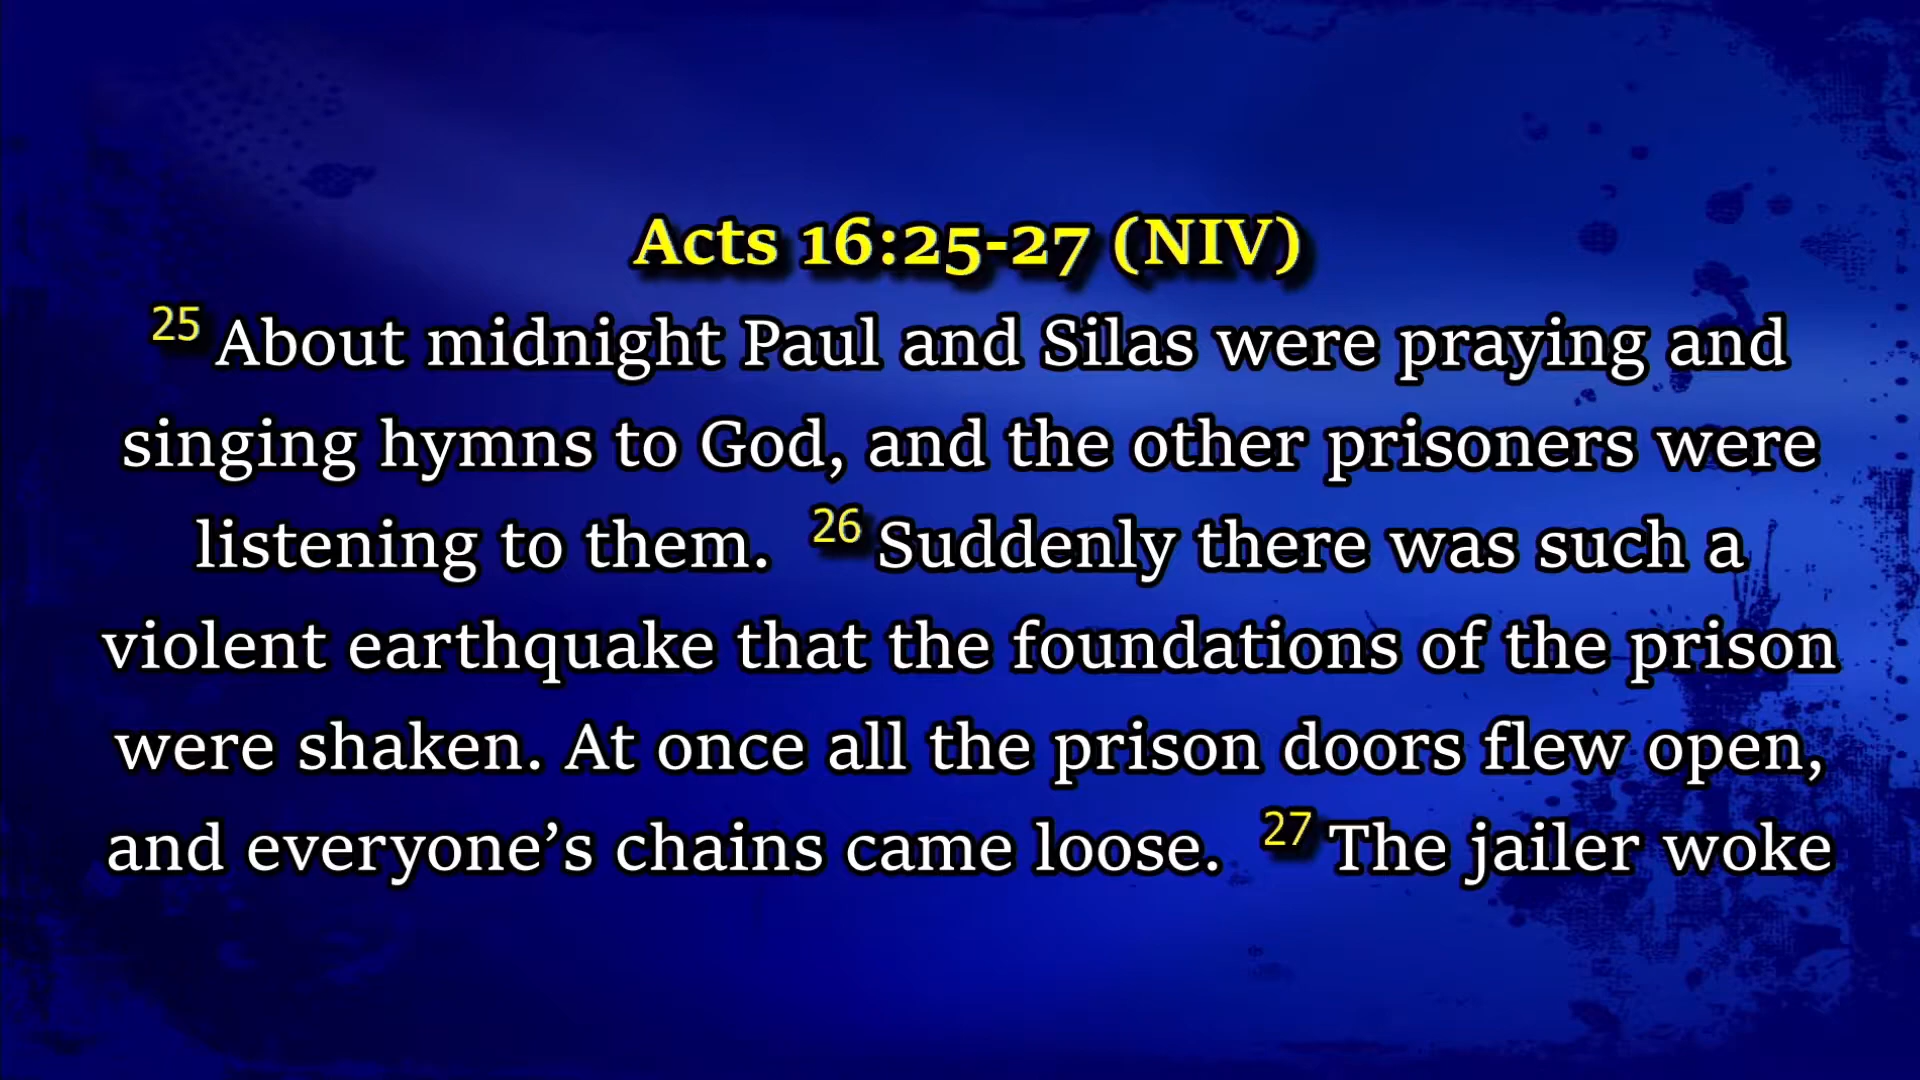 Acts 16:25-27 (NIV)
25 About midnight Paul and Silas were praying and
singing hymns to God, and the other prisoners were
listening to them. 26 Suddenly there was such a
violent earthquake that the foundations of the prison
were shaken. At once all the prison doors flew open,
and everyone’s chains came loose. 27 The jailer woke